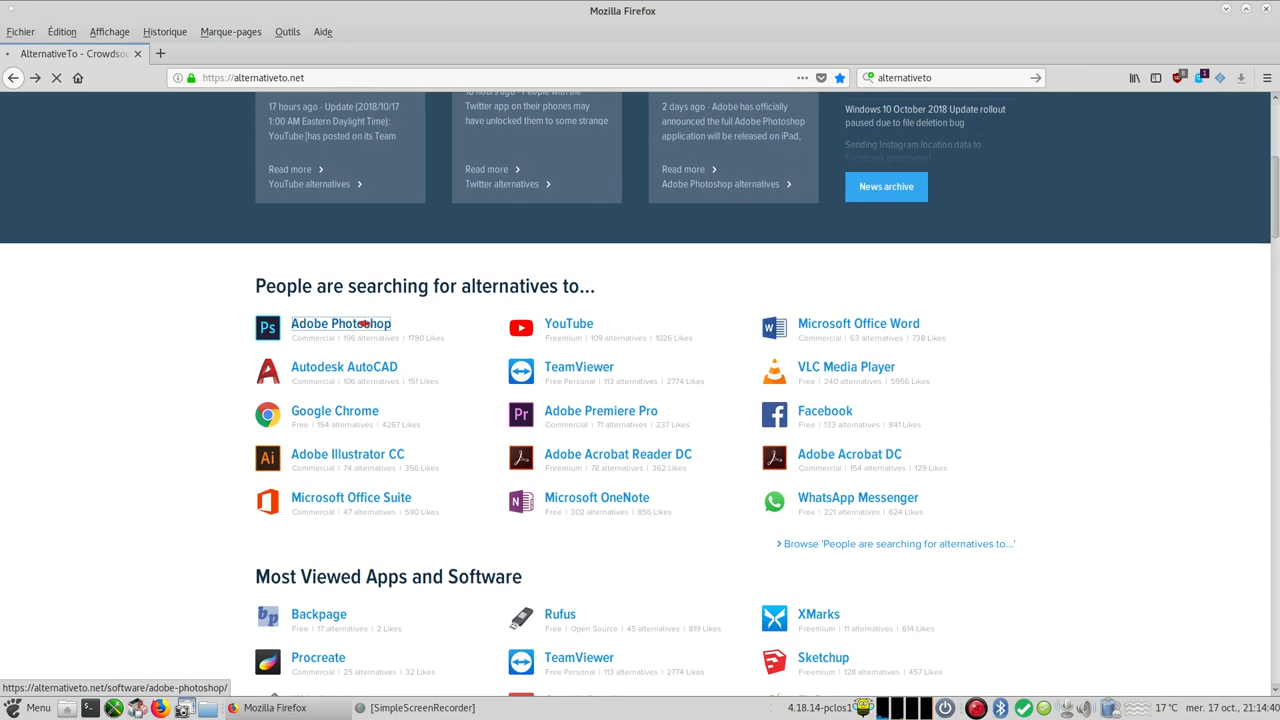 Mozilla Firefox
Fichier Édition Affichage Historique Marque-pages Outils Aide
AlternativeTo - Crowdsou
https://alternativeto.net
alternativeto
17 hours ago · Update (2018/10/17
1:00 AM Eastern Daylight Time):
YouTube [has posted on its Team
Read more
YouTube alternatives
18 hours ago · People with the
Twitter app on their phones may
have unlocked them to some strange
Read more
Twitter alternatives
2 days ago · Adobe has officially
announced the full Adobe Photoshop
application will be released on iPad,
Read more
Adobe Photoshop alternatives
Windows 10 October 2018 Update rollout
paused due to file deletion bug
Sending Instagram location data to
Facebook prototyped
News archive
People are searching for alternatives to...
Ps Adobe Photoshop
Commercial | 196 alternatives | 1780 Likes
YouTube
Freemium | 109 alternatives | 1026 Likes
Microsoft Office Word
Commercial | 63 alternatives | 738 Likes
Autodesk AutoCAD
Commercial | 106 alternatives | 151 Likes
TeamViewer
Free Personal | 113 alternatives | 2774 Likes
VLC Media Player
Free | 240 alternatives | 5956 Likes
Google Chrome
Free | 154 alternatives | 4267 Likes
Pr Adobe Premiere Pro
Commercial | 71 alternatives | 237 Likes
Facebook
Free | 133 alternatives | 841 Likes
Ai Adobe Illustrator CC
Commercial | 74 alternatives | 356 Likes
Adobe Acrobat Reader DC
Freemium | 78 alternatives | 362 Likes
Adobe Acrobat DC
Commercial | 154 alternatives | 129 Likes
Microsoft Office Suite
Commercial | 47 alternatives | 590 Likes
Microsoft OneNote
Free | 302 alternatives | 856 Likes
WhatsApp Messenger
Free | 221 alternatives | 624 Likes
Browse 'People are searching for alternatives to...'
Most Viewed Apps and Software
bp Backpage
Free | 17 alternatives | 2 Likes
Rufus
Free | Open Source | 45 alternatives | 819 Likes
XMarks
Freemium | 11 alternatives | 614 Likes
Procreate
Commercial | 25 alternatives | 32 Likes
TeamViewer
Free Personal | 113 alternatives | 2774 Likes
Sketchup
Freemium | 128 alternatives | 457 Likes
https://alternativeto.net/software/adobe-photoshop/
Menu
Mozilla Firefox
[SimpleScreenRecorder]
4.18.14-pclos1
17 °C
mer. 17 oct., 21:14:40